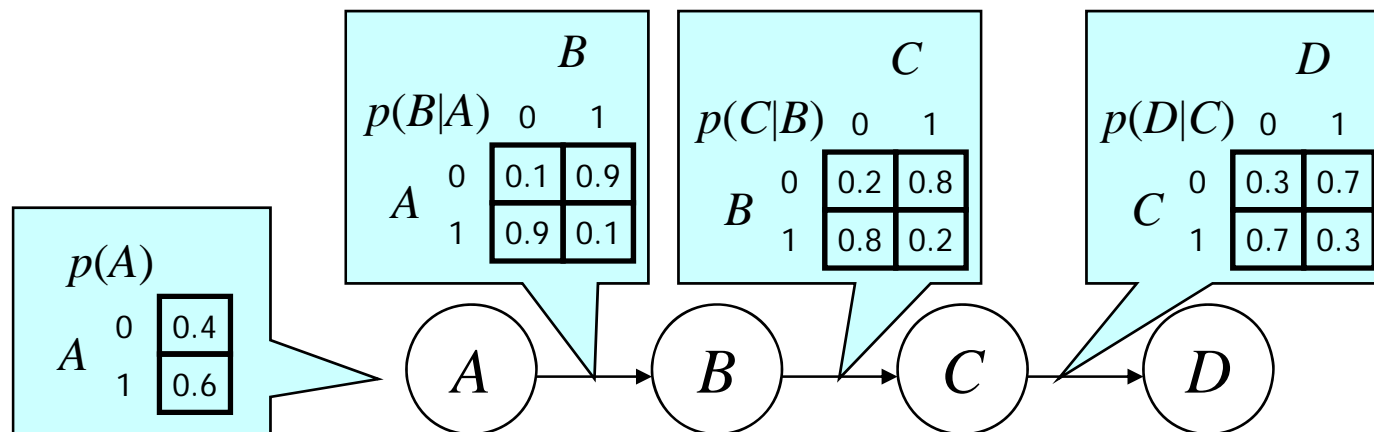 B
p(B|A) 0 1
0 0.1 0.9
A
1 0.9 0.1
C
p(C|B) 0 1
0 0.2 0.8
B
1 0.8 0.2
D
p(D|C) 0 1
0 0.3 0.7
C
1 0.7 0.3
p(A)
0 0.4
A
1 0.6
A B C D